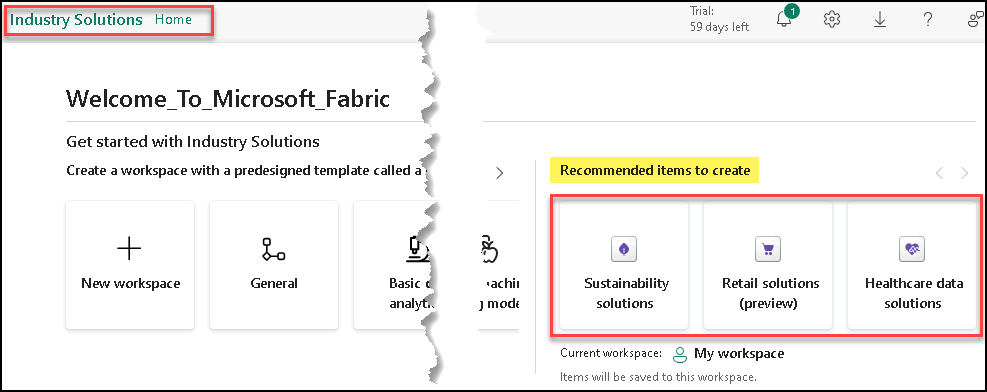 Industry Solutions Home
Trial:
59 days left
1
?
Welcome_To_Microsoft_Fabric
Get started with Industry Solutions
Create a workspace with a predesigned template called a
New workspace
General
Basic
analyti
achin
g mode
Recommended items to create
Sustainability
solutions
Retail solutions
(preview)
Healthcare data
solutions
Current workspace: My workspace
Items will be saved to this workspace.